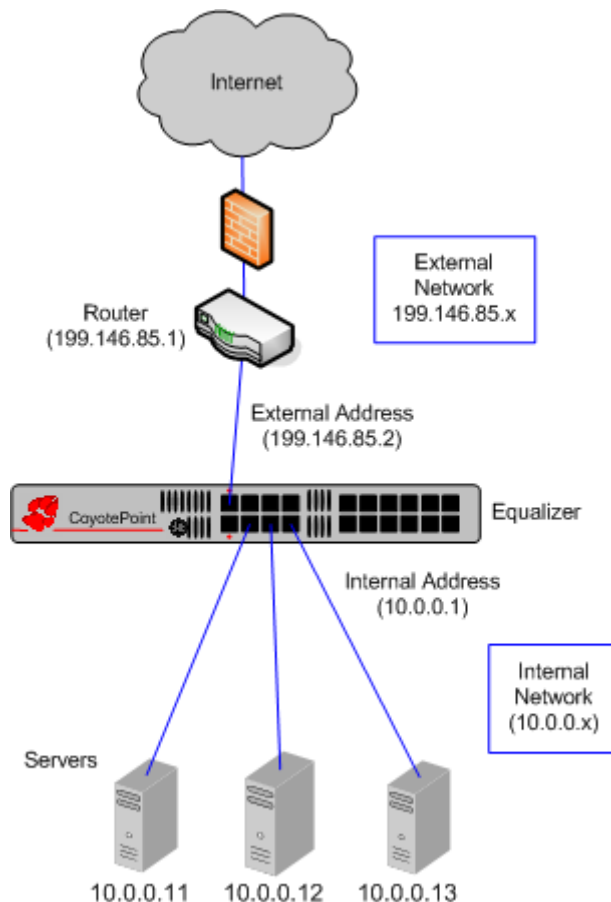 Internet
Router
(199.146.85.1)
External
Network
199.146.85.x
External Address
(199.146.85.2)
CoyotePoint
Equalizer
Internal Address
(10.0.0.1)
Internal
Network
(10.0.0.x)
Servers
10.0.0.11
10.0.0.12
10.0.0.13